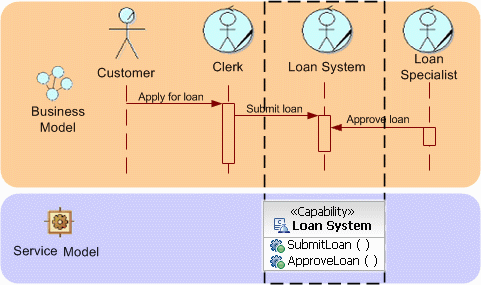 Customer
Clerk
Loan System
Loan
Specialist
Business
Model
Apply for loan
Submit loan
Approve loan
Service Model
«Capability»
Loan System
SubmitLoan ( )
ApproveLoan ( )